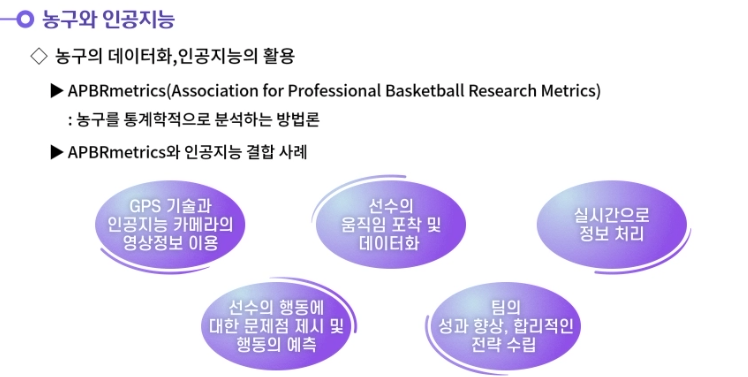 농구와 인공지능
◇ 농구의 데이터화,인공지능의 활용
▶ APBRmetrics(Association for Professional Basketball Research Metrics)
: 농구를 통계학적으로 분석하는 방법론
▶ APBRmetrics와 인공지능 결합 사례
GPS 기술과
인공지능 카메라의
영상정보 이용
선수의
움직임 포착 및
데이터화
실시간으로
정보 처리
선수의 행동에
대한 문제점 제시 및
행동의 예측
팀의
성과 향상, 합리적인
전략 수립